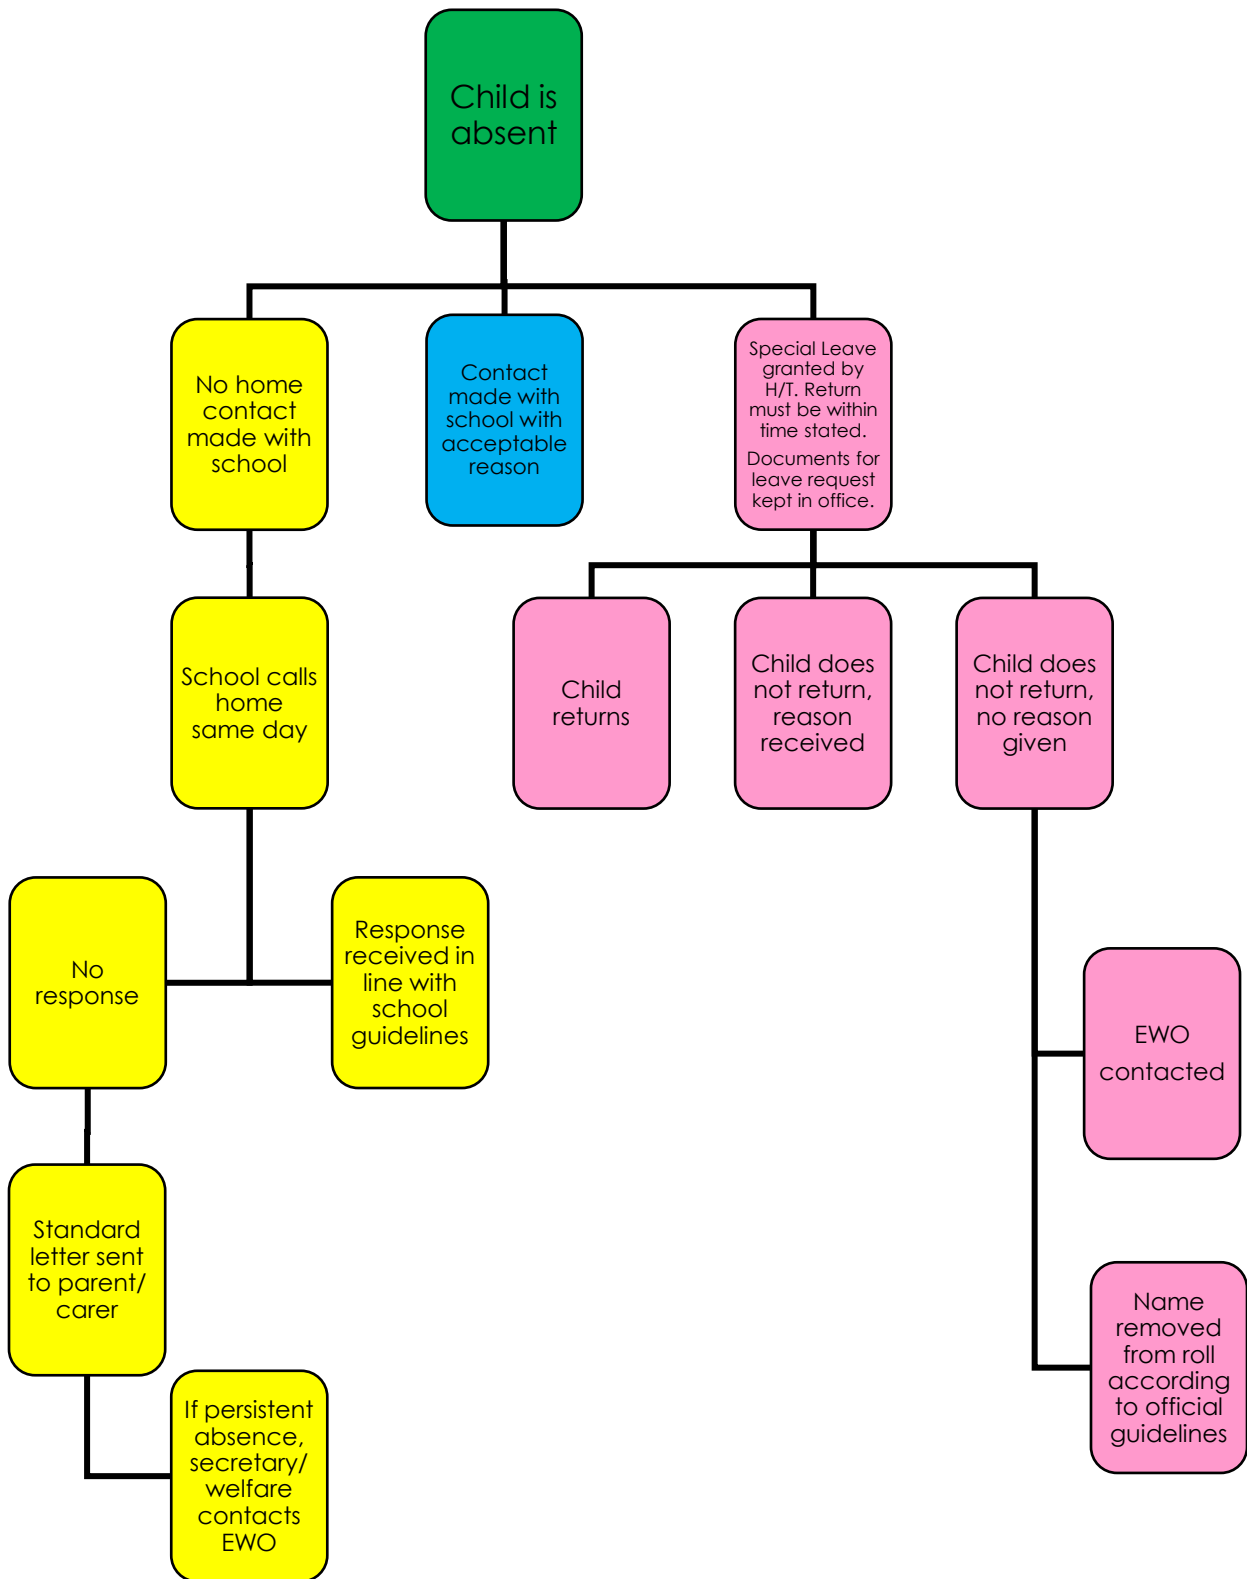 Child is
absent
No home
contact
made with
school
Contact
made with
school with
acceptable
reason
Special Leave
granted by
H/T. Return
must be within
time stated.
Documents for
leave request
kept in office.
School calls
home
same day
Child
returns
Child does
not return,
reason
received
Child does
not return,
no reason
given
No
response
Response
received in
line with
school
guidelines
EWO
contacted
Standard
letter sent
to parent/
carer
Name
removed
from roll
according
to official
guidelines
If persistent
absence,
secretary/
welfare
contacts
EWO